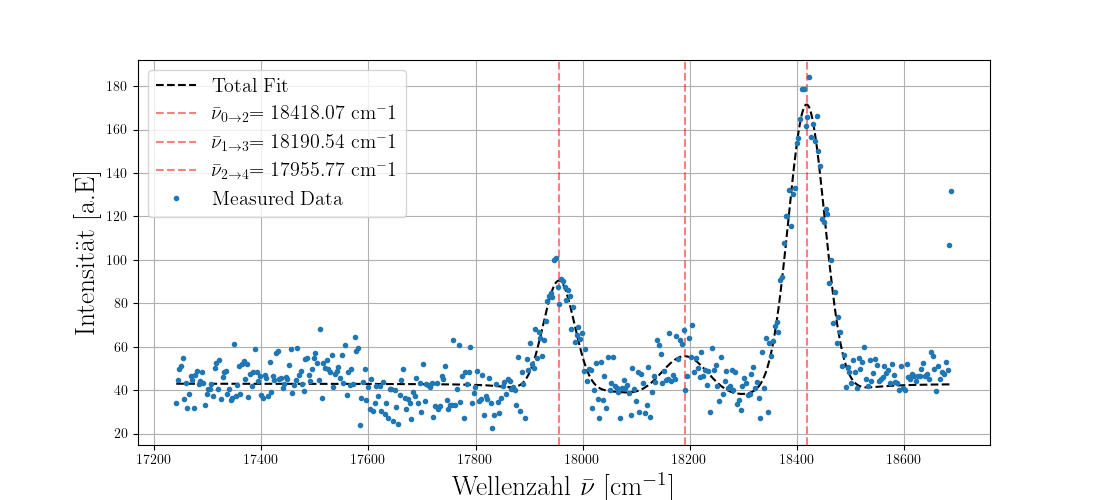 Total Fit
ν̄₀→₂= 18418.07 cm⁻1
ν̄₁→₃= 18190.54 cm⁻1
ν̄₂→₄= 17955.77 cm⁻1
Measured Data
Intensität [a.E]
180
160
140
120
100
80
60
40
20
17200 17400 17600 17800 18000 18200 18400 18600
Wellenzahl ν̄ [cm⁻¹]